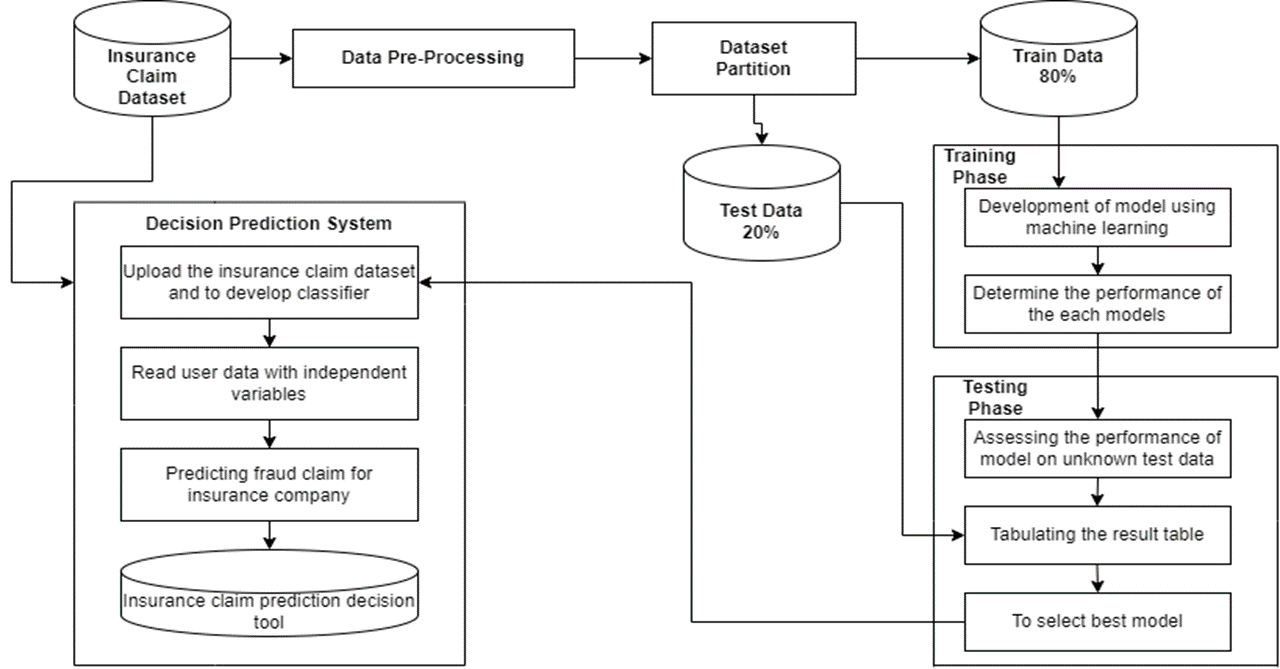 Insurance
Claim
Dataset
Data Pre-Processing
Dataset
Partition
Train Data
80%
Test Data
20%
Training
Phase
Development of model using
machine learning
Determine the performance of
the each models
Testing
Phase
Assessing the performance of
model on unknown test data
Tabulating the result table
To select best model
Decision Prediction System
Upload the insurance claim dataset
and to develop classifier
Read user data with independent
variables
Predicting fraud claim for
insurance company
Insurance claim prediction decision
tool